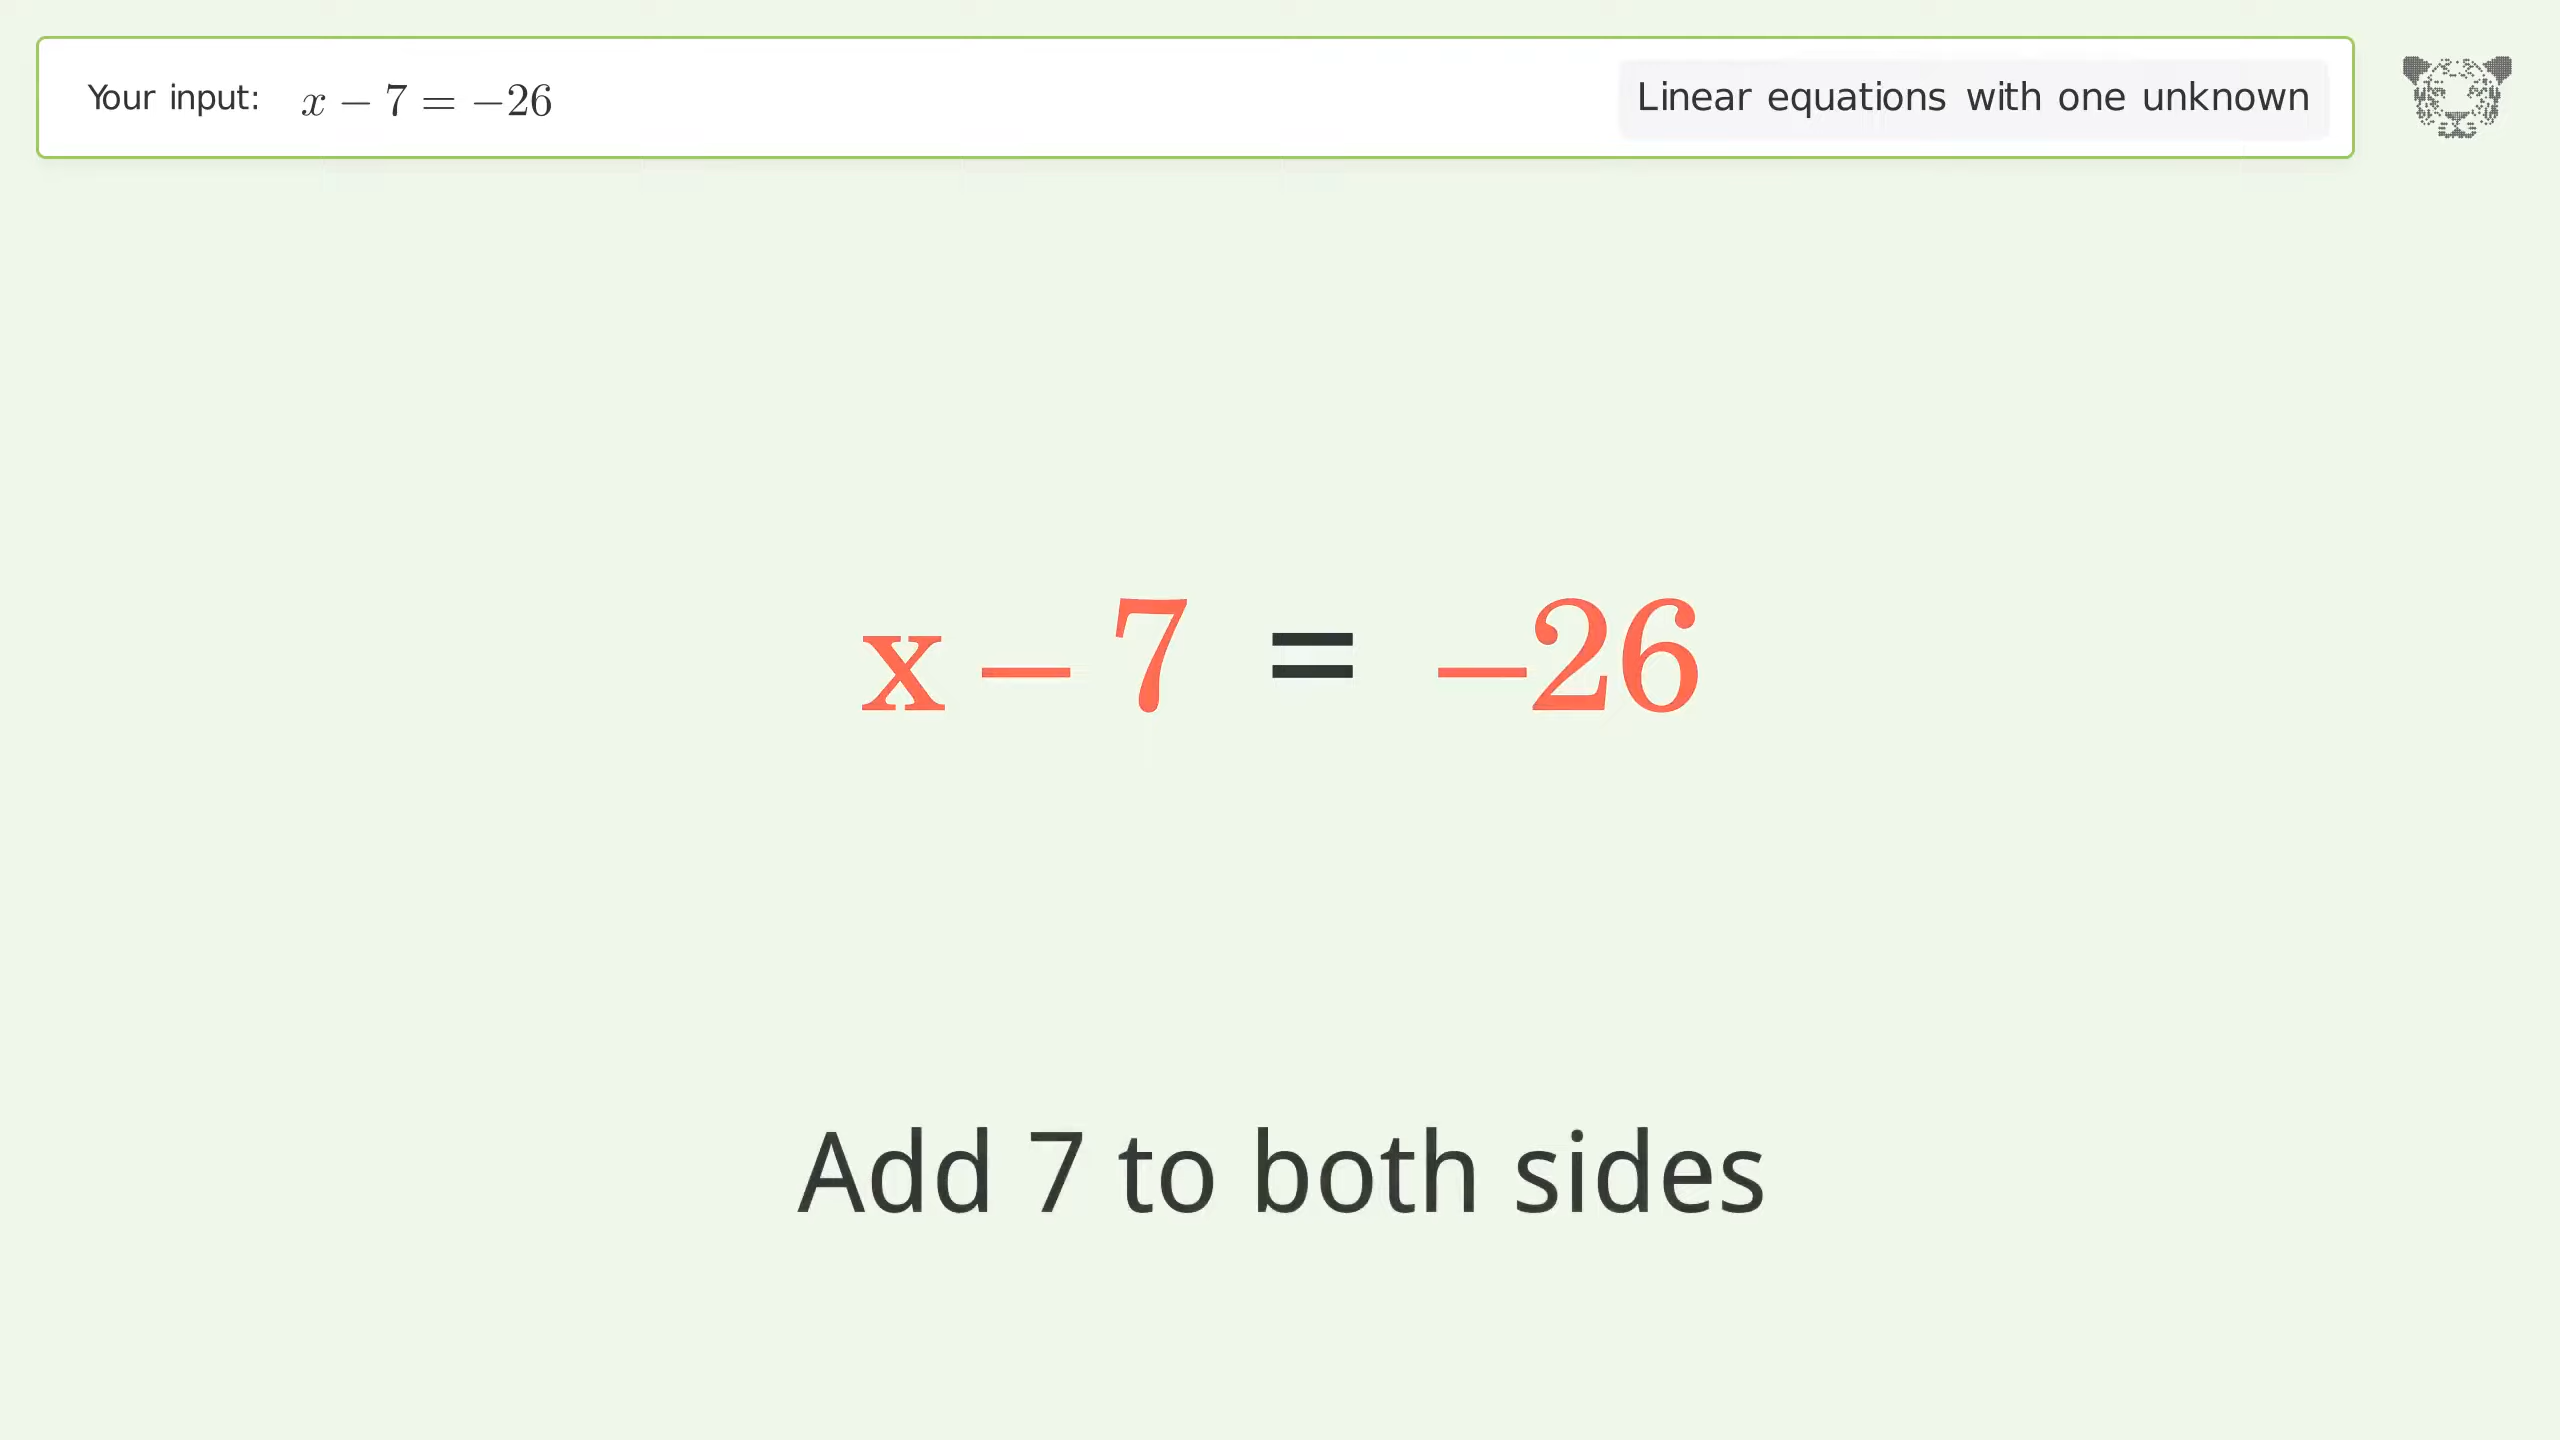 Your input: x − 7 = −26
Linear equations with one unknown
x − 7 = −26
Add 7 to both sides